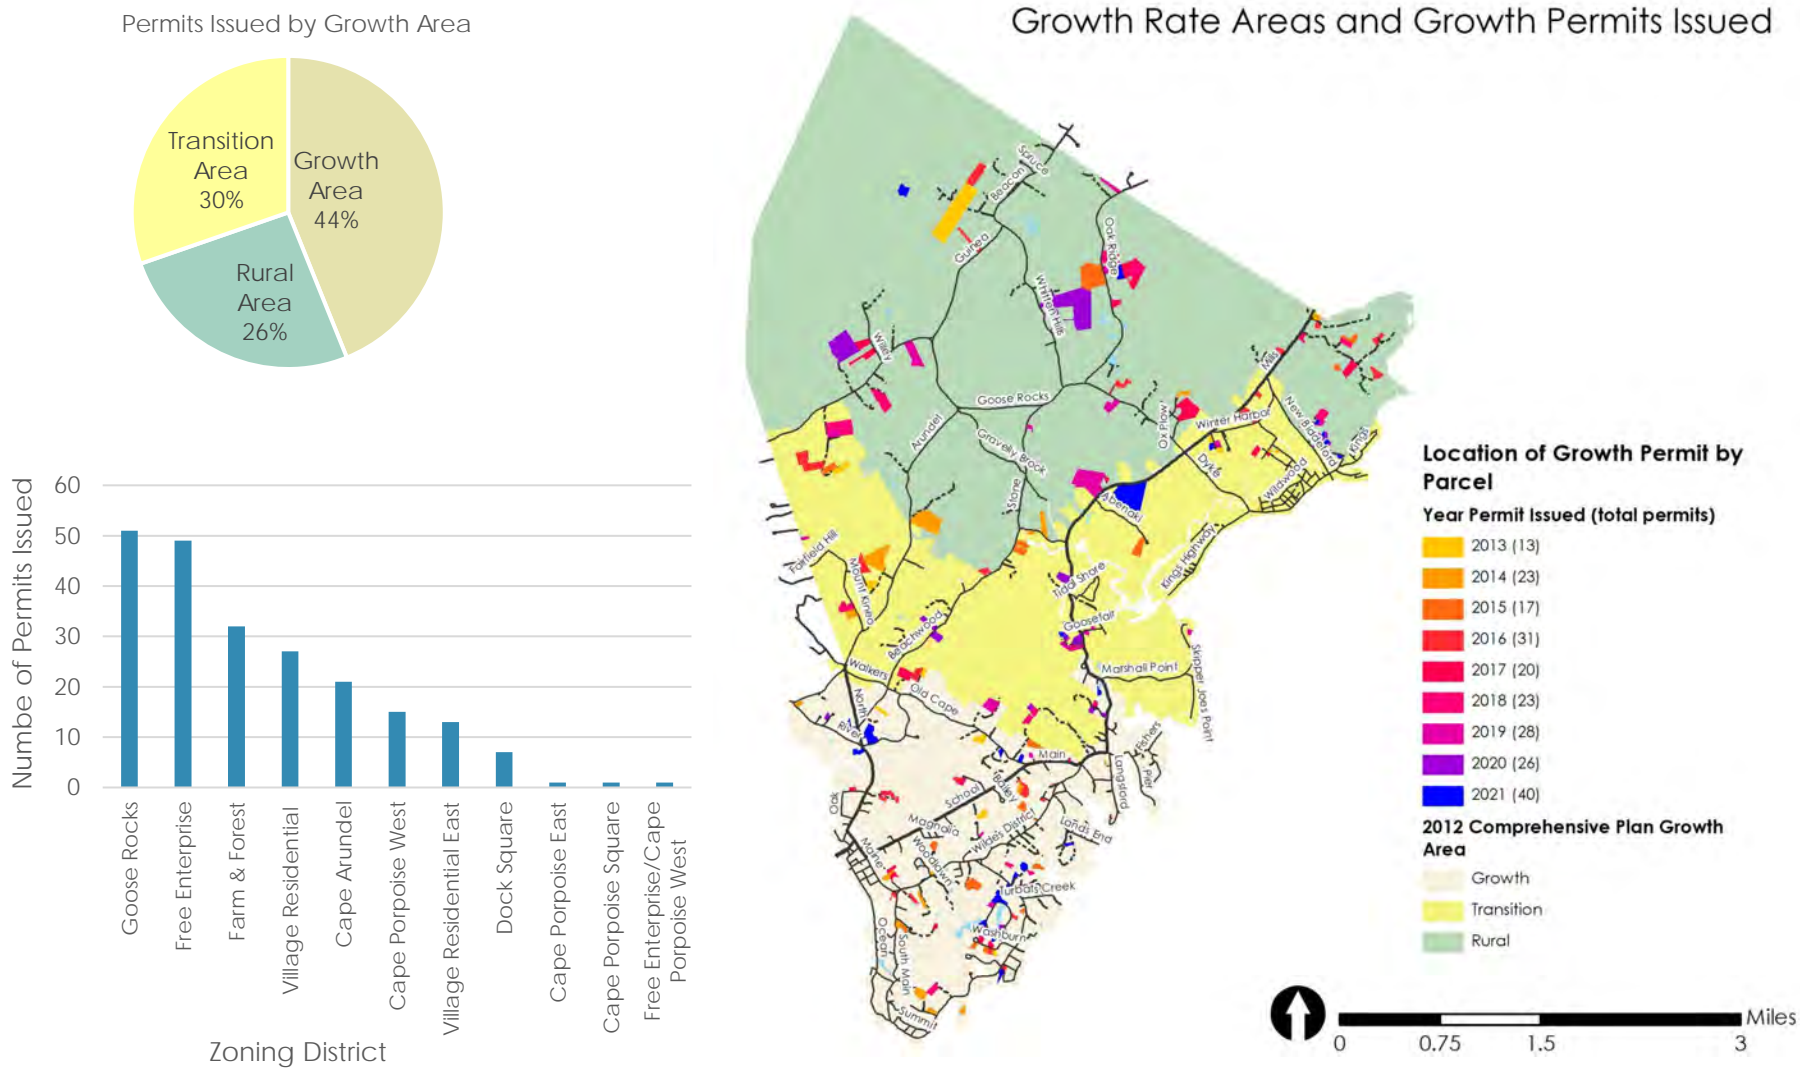 Permits Issued by Growth Area
Transition
Area
30%
Growth
Area
44%
Rural
Area
26%
Numbe of Permits Issued
60
50
40
30
20
10
0
Goose Rocks
Free Enterprise
Farm & Forest
Village Residential
Cape Arundel
Cape Porpoise West
Village Residential East
Dock Square
Cape Porpoise East
Cape Porpoise Square
Free Enterprise/Cape
Porpoise West
Zoning District
Growth Rate Areas and Growth Permits Issued
Spruce
Beacon
Guinea
Oak Ridge
Whitten Hills
Willey
Mills
Goose Rocks
Arundel
Gravelly Brook
Stone
Ox Plow
Winter Harbor
New Biddeford
Kings
Dyke
Wildwood
Abenaki
Kings Highway
Fairfield Hill
Mount Kineo
Tidal Shore
Goosefair
Beachwood
Walkers
Marshall Point
Skipper Joes Point
North
Old Cape
River
Main
Fishers
Pier
Langsford
Oak
School
Bailey
Magnolia
Wildes District
Lands End
Maine
Woodlawn
Turbats Creek
Washburn
Ocean
South Main
Summit
Location of Growth Permit by
Parcel
Year Permit Issued (total permits)
2013 (13)
2014 (23)
2015 (17)
2016 (31)
2017 (20)
2018 (23)
2019 (28)
2020 (26)
2021 (40)
2012 Comprehensive Plan Growth
Area
Growth
Transition
Rural
Miles
0
0.75
1.5
3